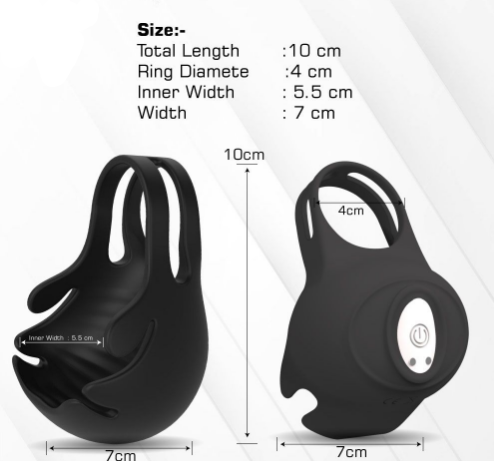 Size:-
Total Length :10 cm
Ring Diamete :4 cm
Inner Width : 5.5 cm
Width : 7 cm
10cm
4cm
Inner Width : 5.5 cm
7cm
7cm